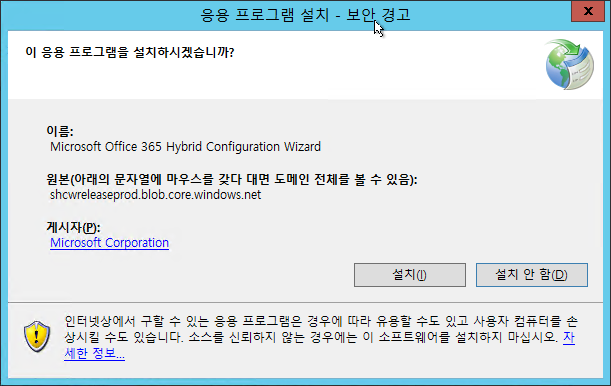 응용 프로그램 설치 - 보안 경고
x
이 응용 프로그램을 설치하시겠습니까?
이름:
Microsoft Office 365 Hybrid Configuration Wizard
원본(아래의 문자열에 마우스를 갖다 대면 도메인 전체를 볼 수 있음):
shcwreleaseprod.blob.core.windows.net
게시자(P):
Microsoft Corporation
설치(I)
설치 안 함(D)
인터넷상에서 구할 수 있는 응용 프로그램은 경우에 따라 유용할 수도 있고 사용자 컴퓨터를 손
상시킬 수도 있습니다. 소스를 신뢰하지 않는 경우에는 이 소프트웨어를 설치하지 마십시오. 자
세한 정보...